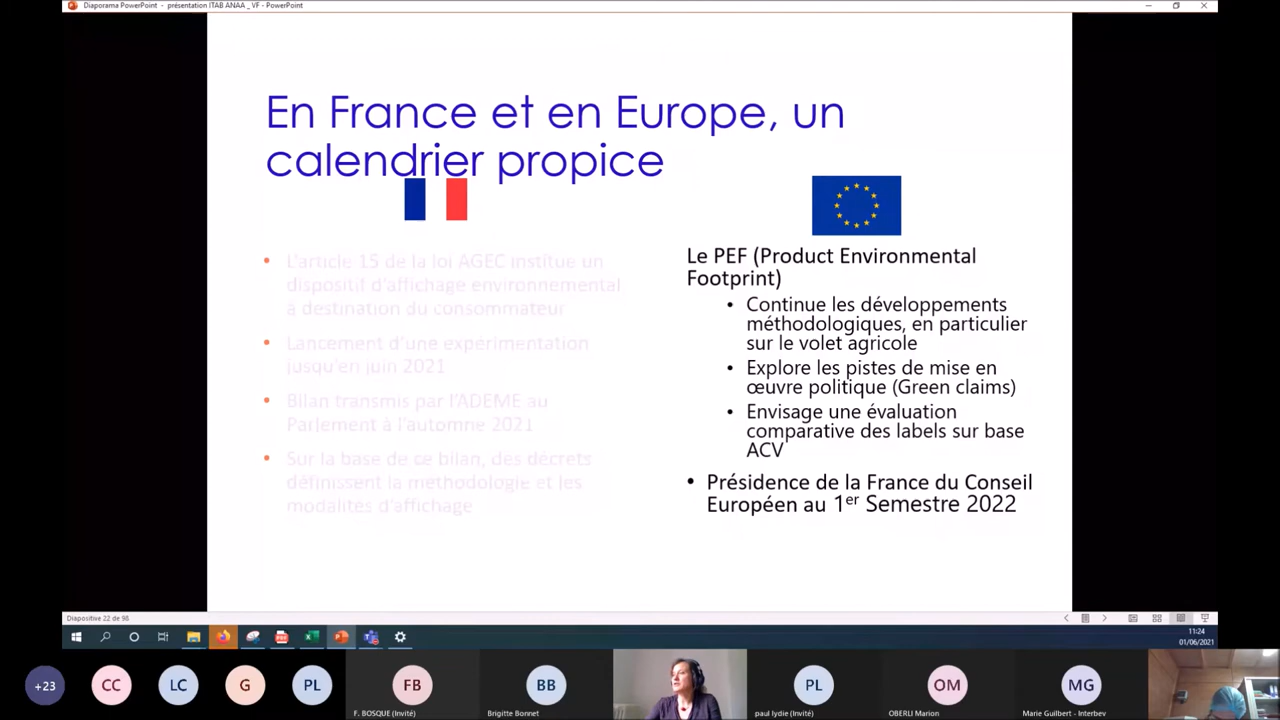 Diaporama PowerPoint - présentation ITAB ANAA _ VF - PowerPoint
En France et en Europe, un
calendrier propice
L'article 15 de la loi AGEC institue un
dispositif d'affichage environnemental
à destination du consommateur
Lancement d'une expérimentation
jusqu'en juin 2021
Bilan transmis par l'ADEME au
Parlement à l'automne 2021
Sur la base de ce bilan, des décrets
définissent la méthodologie et les
modalités d'affichage
Le PEF (Product Environmental
Footprint)
• Continue les développements
méthodologiques, en particulier
sur le volet agricole
• Explore les pistes de mise en
œuvre politique (Green claims)
• Envisage une évaluation
comparative des labels sur base
ACV
• Présidence de la France du Conseil
Européen au 1er Semestre 2022
Diapositive 22 de 98
11:24
01/06/2021
+23
CC
LC
G
PL
FB
F. BOSQUE (Invité)
BB
Brigitte Bonnet
PL
paul lydie (Invité)
OM
OBERLI Marion
MG
Marie Guilbert - Interbev